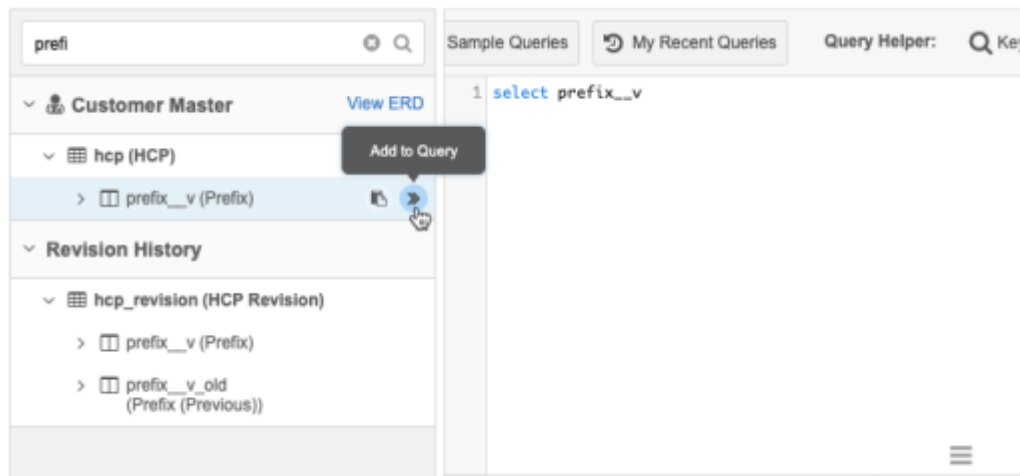 prefi
Sample Queries
My Recent Queries
Query Helper:
Customer Master
View ERD
hcp (HCP)
Add to Query
prefix__v (Prefix)
Revision History
hcp_revision (HCP Revision)
prefix__v (Prefix)
prefix__v_old
(Prefix (Previous))
1 select prefix__v